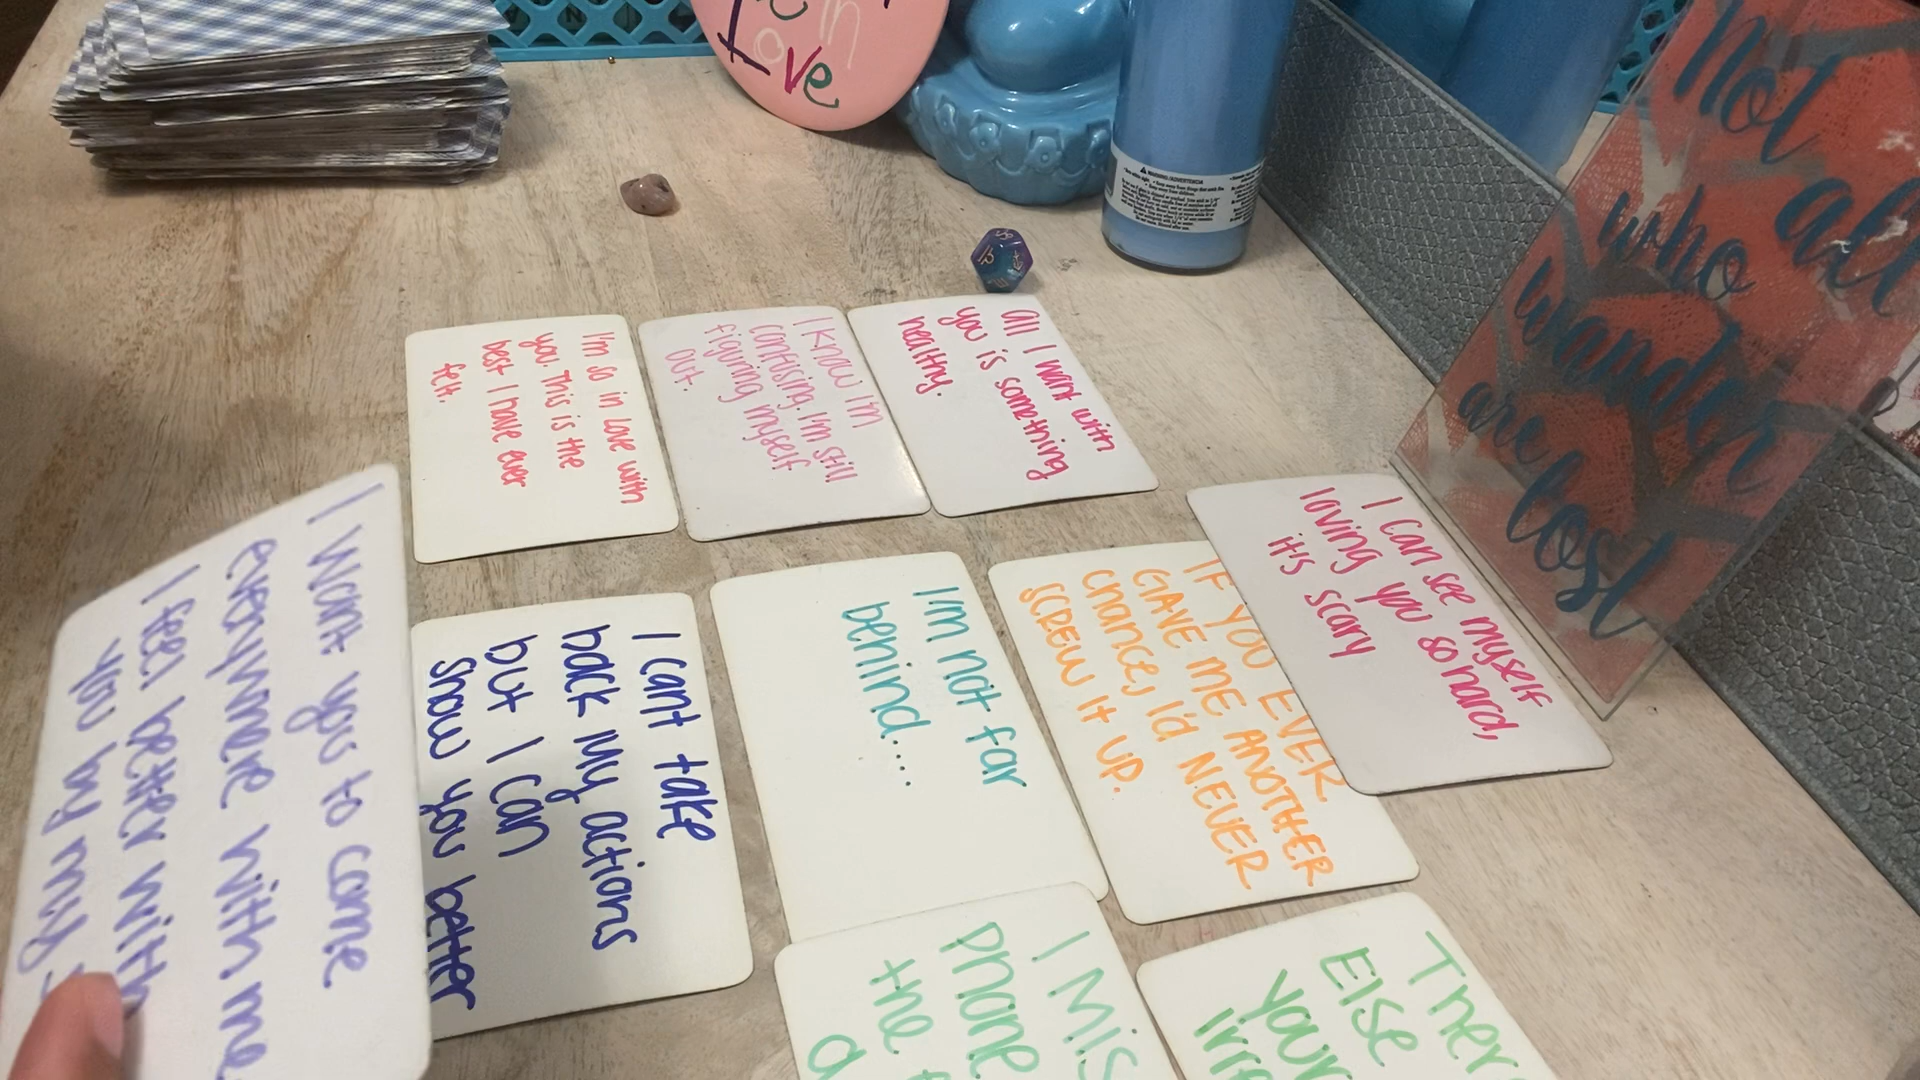 in
Love
Not all
who
wander
are lost
WARNING/ADVERTENCIA
I'm so in love with
you. This is the
best I have ever
felt.
I know I'm
confusing. I'm still
figuring myself
out.
all I want with
you is something
healthy.
I can see myself
loving you so hard,
it's scary
I want you to come
everywhere with me
I feel better with
you by my
I cant take
back my actions
but I can
show you better
I'm not far
behind.....
IF YOU EVER
GAVE ME ANOTHER
CHANCE, I'd NEVER
SCREW IT UP.
I
phone
the
a
Else
your